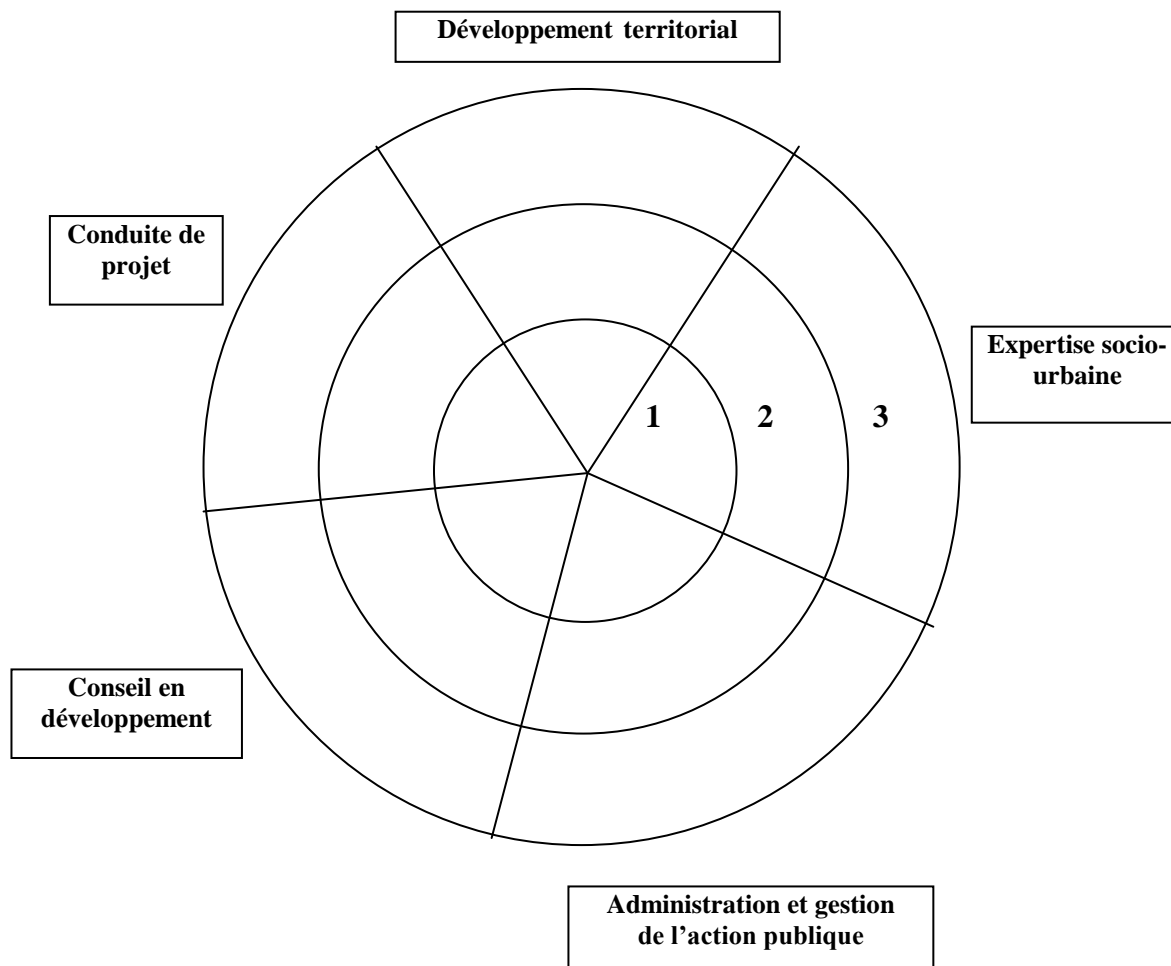 Développement territorial
Conduite de
projet
Expertise socio-
urbaine
1 2 3
Conseil en
développement
Administration et gestion
de l’action publique